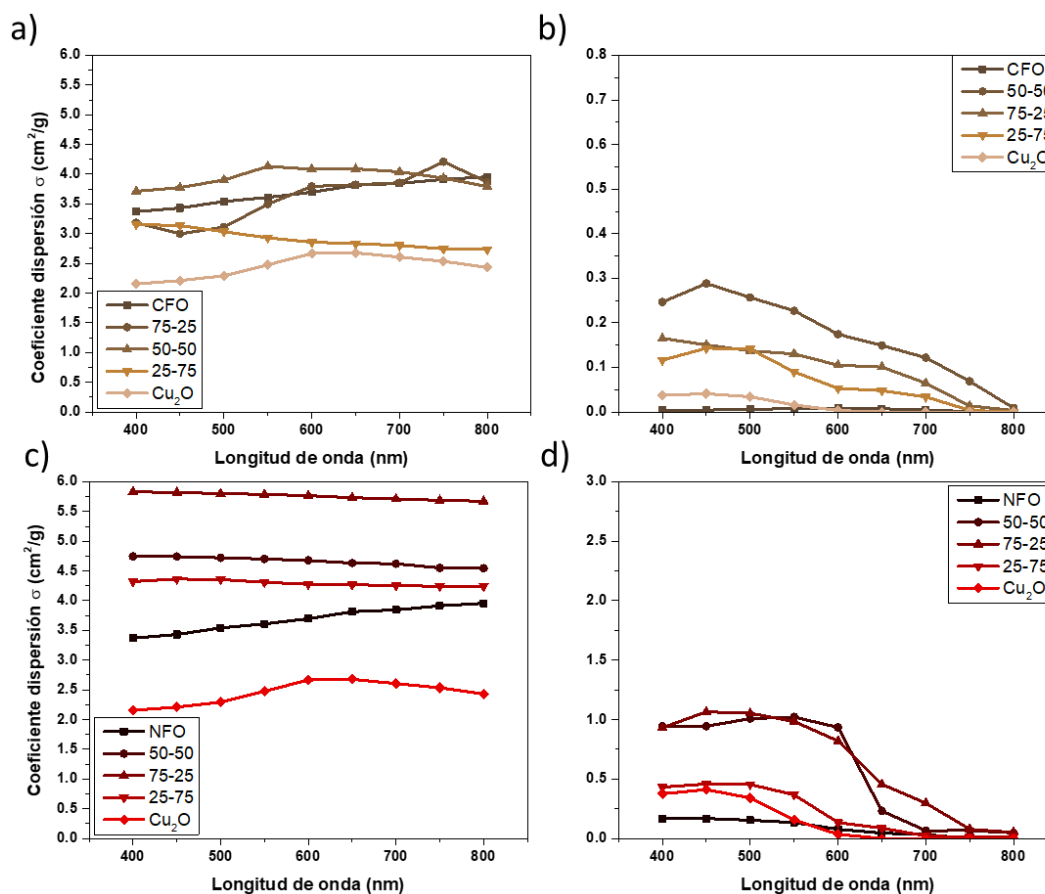 a)
Coeficiente dispersión σ (cm²/g)
6.0
5.5
5.0
4.5
4.0
3.5
3.0
2.5
2.0
1.5
1.0
0.5
0.0
CFO
75-25
50-50
25-75
Cu₂O
400 500 600 700 800
Longitud de onda (nm)
b)
0.8
0.7
0.6
0.5
0.4
0.3
0.2
0.1
0.0
CFO
50-50
75-25
25-75
Cu₂O
400 500 600 700 800
Longitud de onda (nm)
c)
Coeficiente dispersión σ (cm²/g)
6.0
5.5
5.0
4.5
4.0
3.5
3.0
2.5
2.0
1.5
1.0
0.5
0.0
NFO
50-50
75-25
25-75
Cu₂O
400 500 600 700 800
Longitud de onda (nm)
d)
3.0
2.5
2.0
1.5
1.0
0.5
0.0
NFO
50-50
75-25
25-75
Cu₂O
400 500 600 700 800
Longitud de onda (nm)